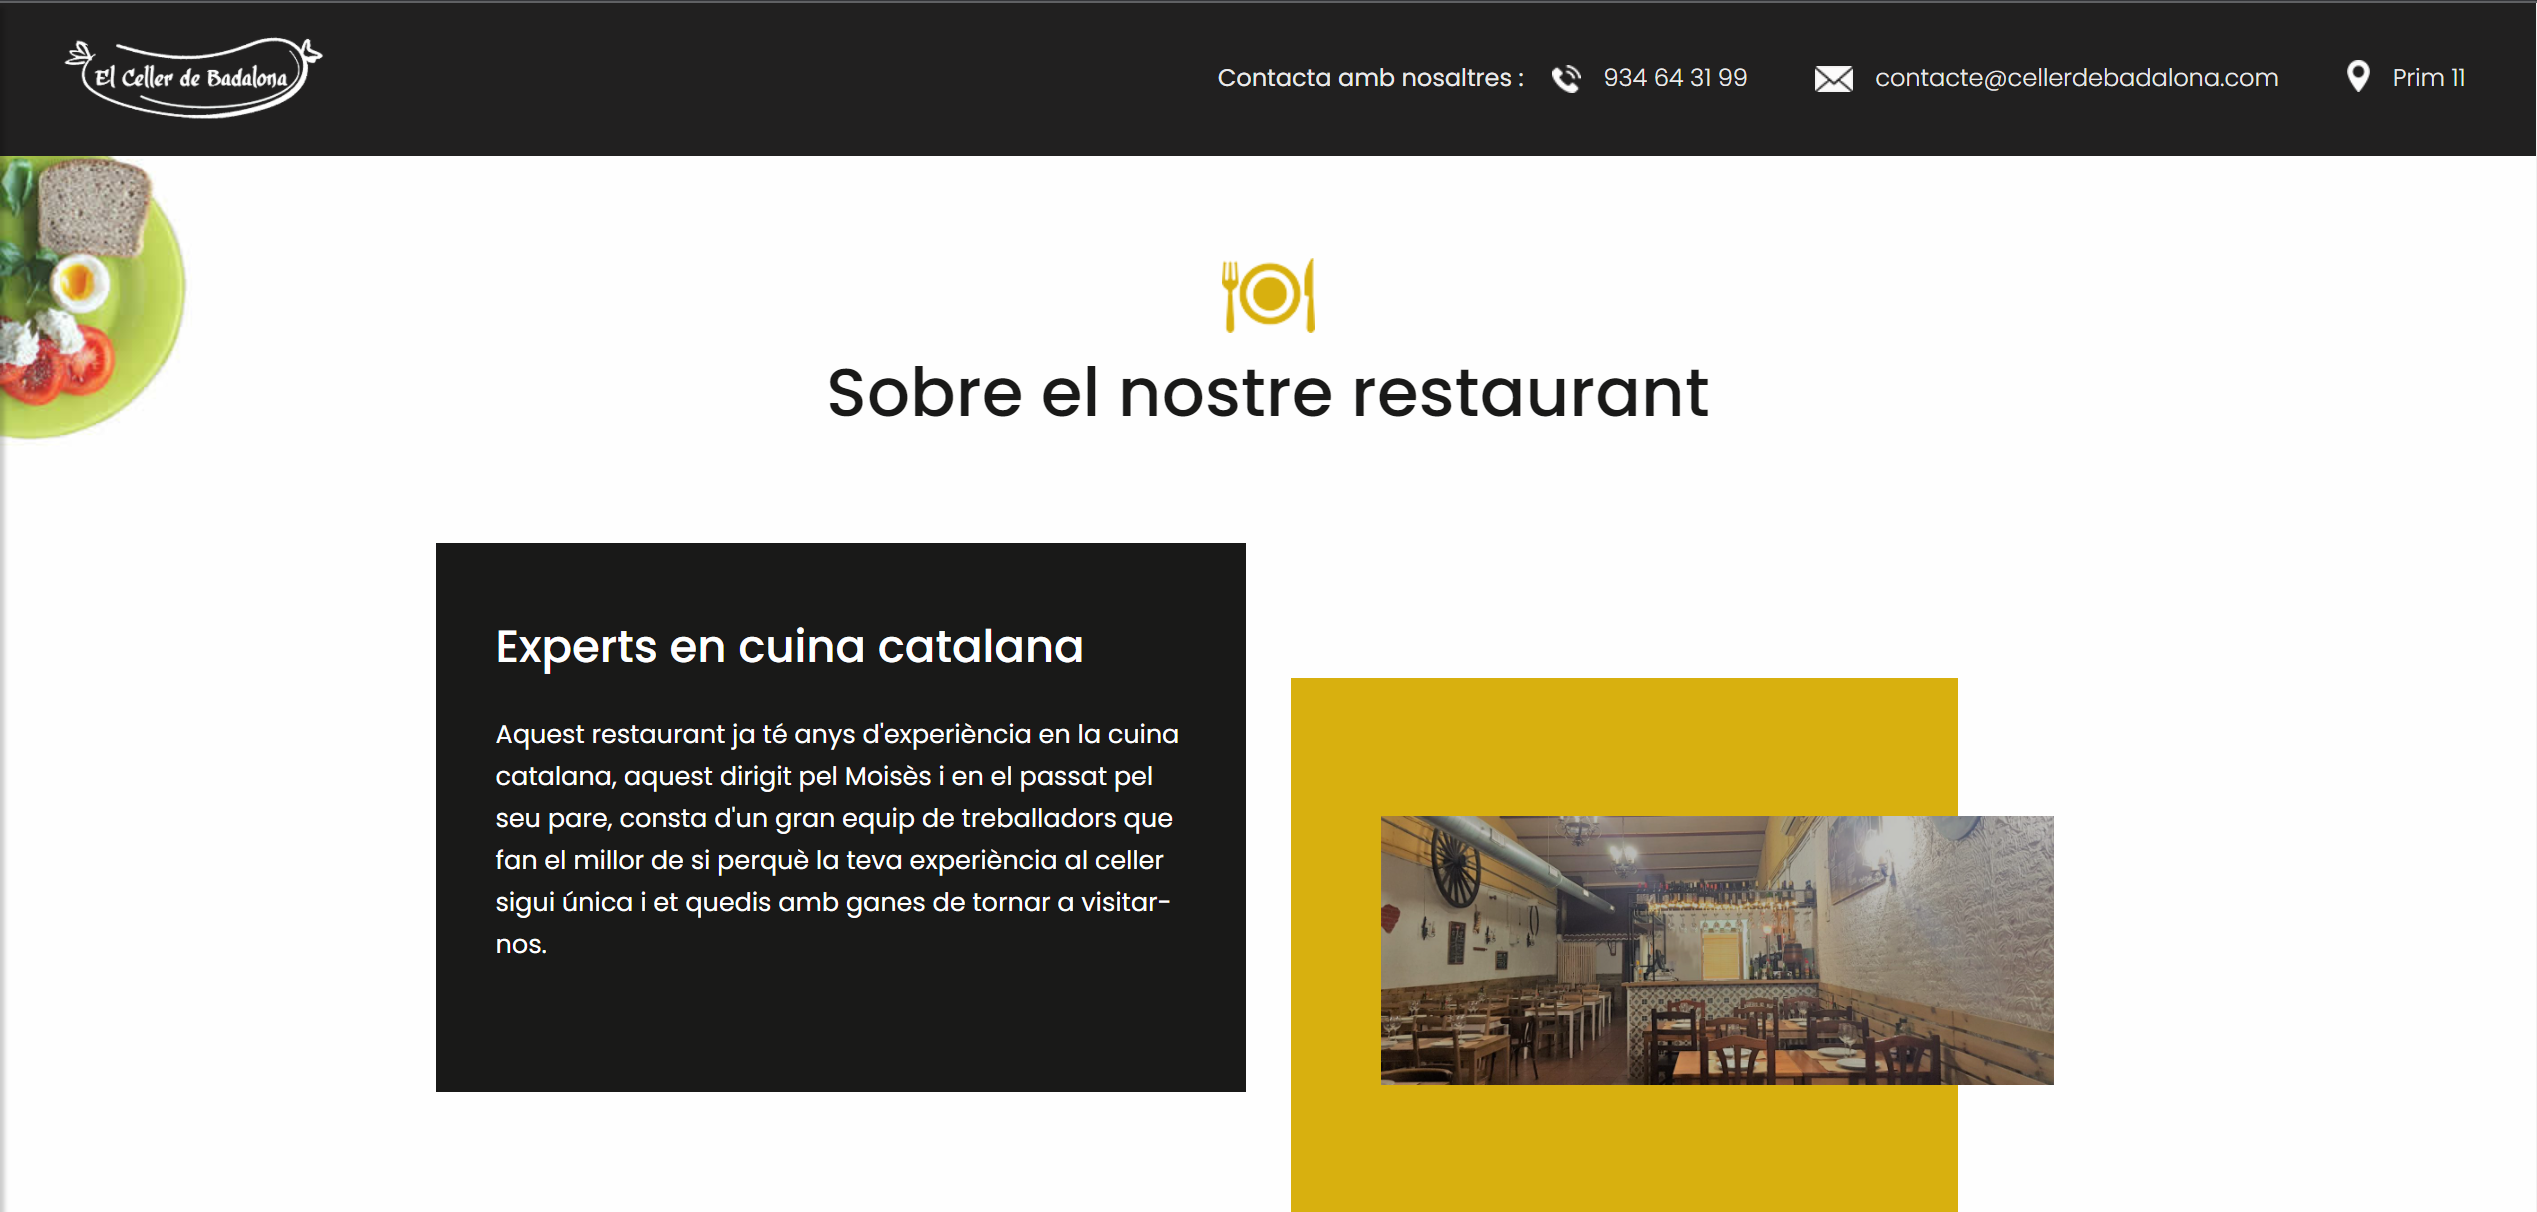 El Celler de Badalona
Contacta amb nosaltres : 934 64 31 99 contacte@cellerdebadalona.com Prim 11
Sobre el nostre restaurant
Experts en cuina catalana
Aquest restaurant ja té anys d'experiència en la cuina
catalana, aquest dirigit pel Moisès i en el passat pel
seu pare, consta d'un gran equip de treballadors que
fan el millor de si perquè la teva experiència al celler
sigui única i et quedis amb ganes de tornar a visitar-
nos.